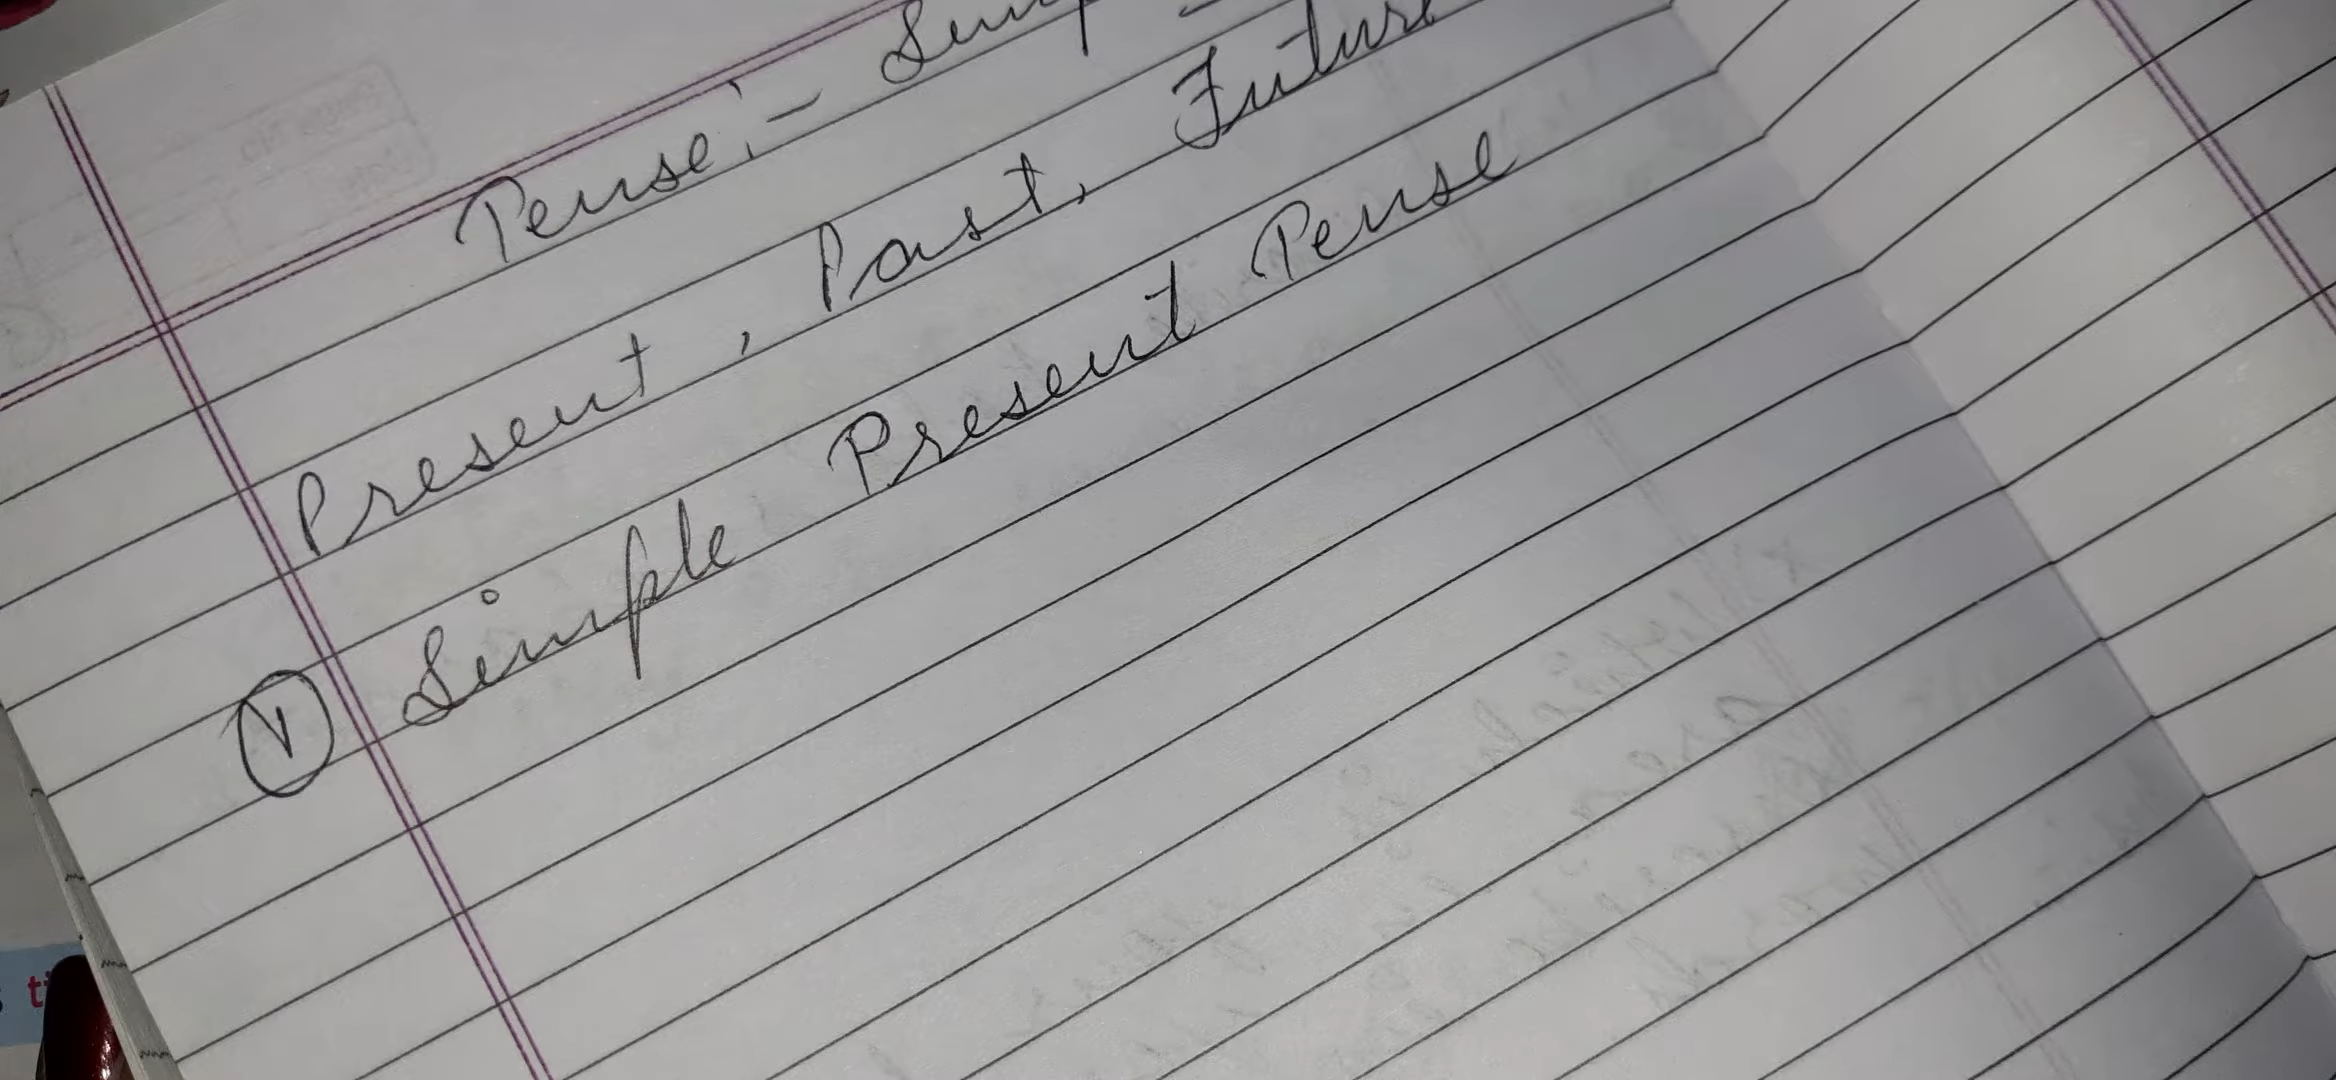 Tense :-
Present , Past , Future
① Simple Present Tense